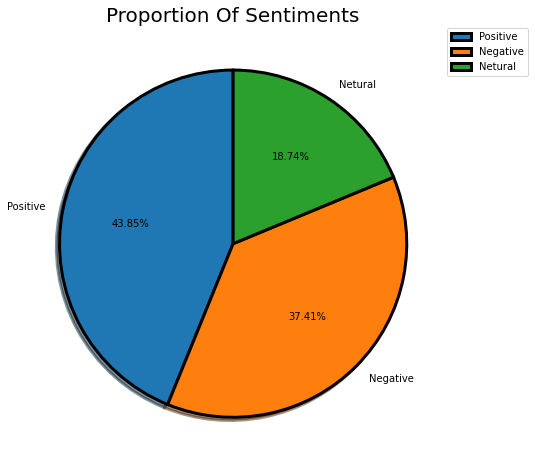 Proportion Of Sentiments
Positive
Negative
Netural
Netural
18.74%
Positive
43.85%
37.41%
Negative